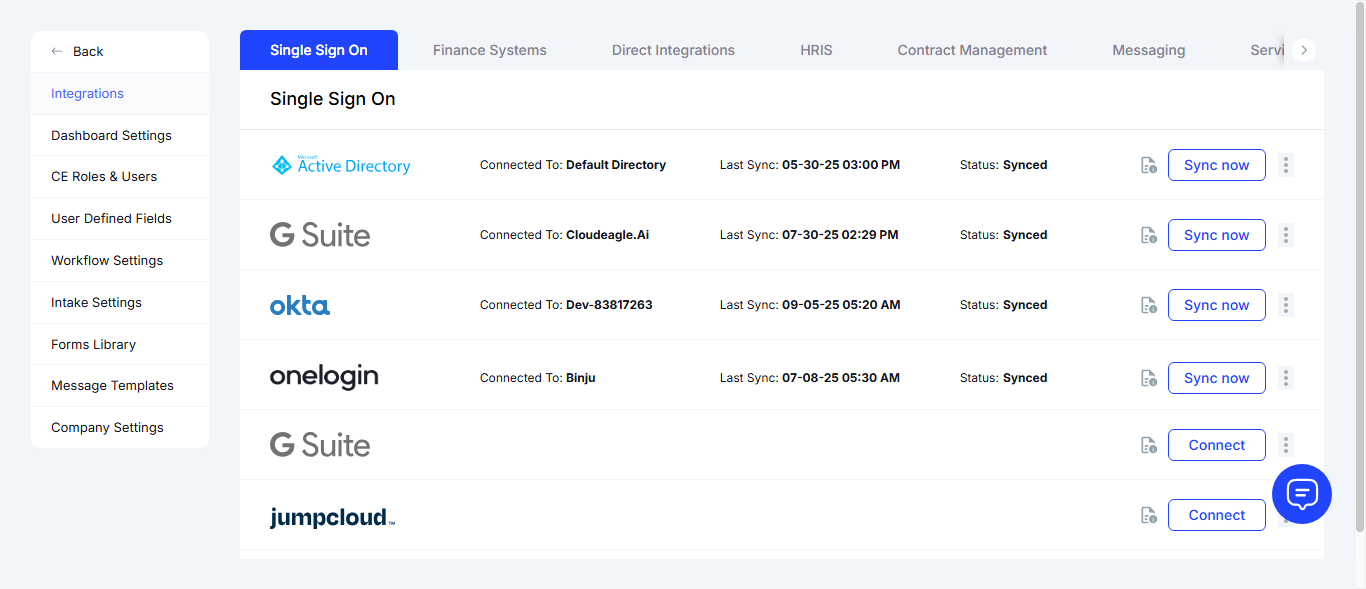 Back
Integrations
Dashboard Settings
CE Roles & Users
User Defined Fields
Workflow Settings
Intake Settings
Forms Library
Message Templates
Company Settings
Single Sign On Finance Systems Direct Integrations HRIS Contract Management Messaging Servi
Single Sign On
Microsoft
Active Directory Connected To: Default Directory Last Sync: 05-30-25 03:00 PM Status: Synced Sync now
G Suite Connected To: Cloudeagle.Ai Last Sync: 07-30-25 02:29 PM Status: Synced Sync now
okta Connected To: Dev-83817263 Last Sync: 09-05-25 05:20 AM Status: Synced Sync now
onelogin Connected To: Binju Last Sync: 07-08-25 05:30 AM Status: Synced Sync now
G Suite Connect
jumpcloud™ Connect